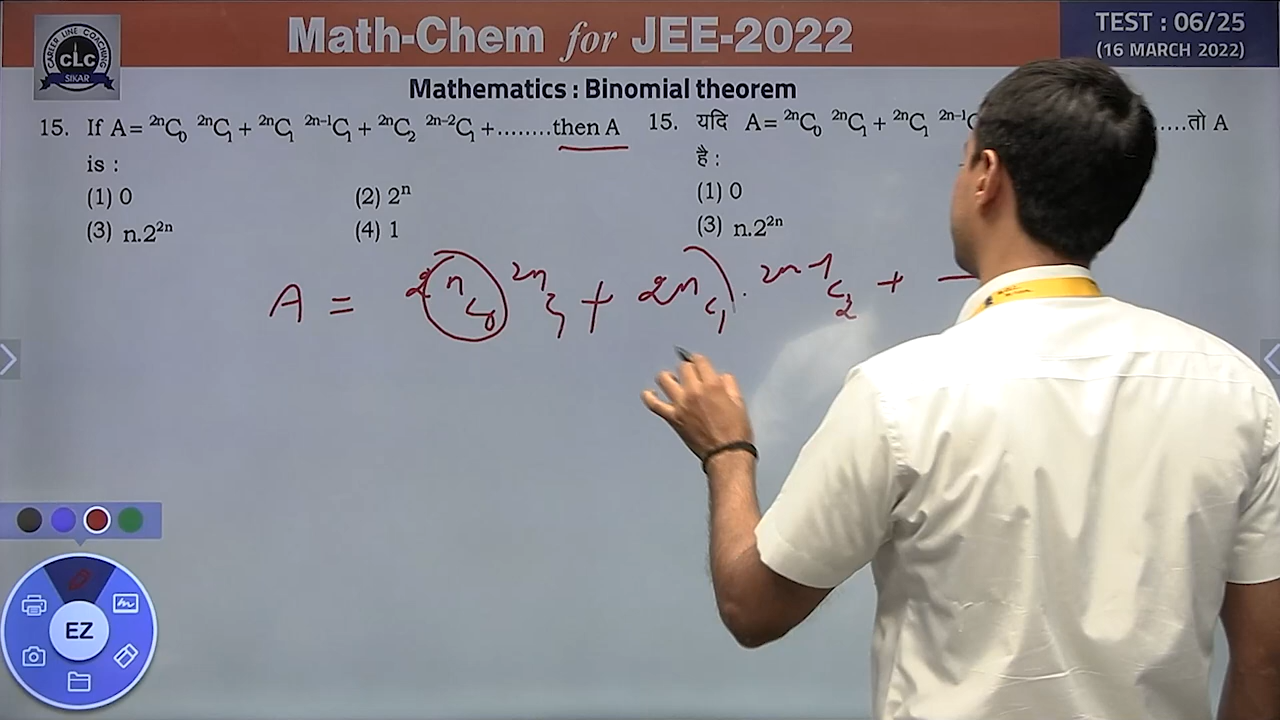 CAREER LINE COACHING
CLC
SIKAR
Math-Chem for JEE-2022
TEST : 06/25
(16 MARCH 2022)
Mathematics : Binomial theorem
15. If A= ²ⁿC₀ ²ⁿC₁ + ²ⁿC₁ ²ⁿ⁻¹C₁ + ²ⁿC₂ ²ⁿ⁻²C₁ +........then A
is :
(1) 0 (2) 2ⁿ
(3) n.2²ⁿ (4) 1
15. यदि A= ²ⁿC₀ ²ⁿC₁ + ²ⁿC₁ ²ⁿ⁻¹C .....तो A
है :
(1) 0
(3) n.2²ⁿ
A = ²ⁿC₀ ²ⁿC₁ + ²ⁿC₁ . ²ⁿ⁻¹C₂ + –
EZ